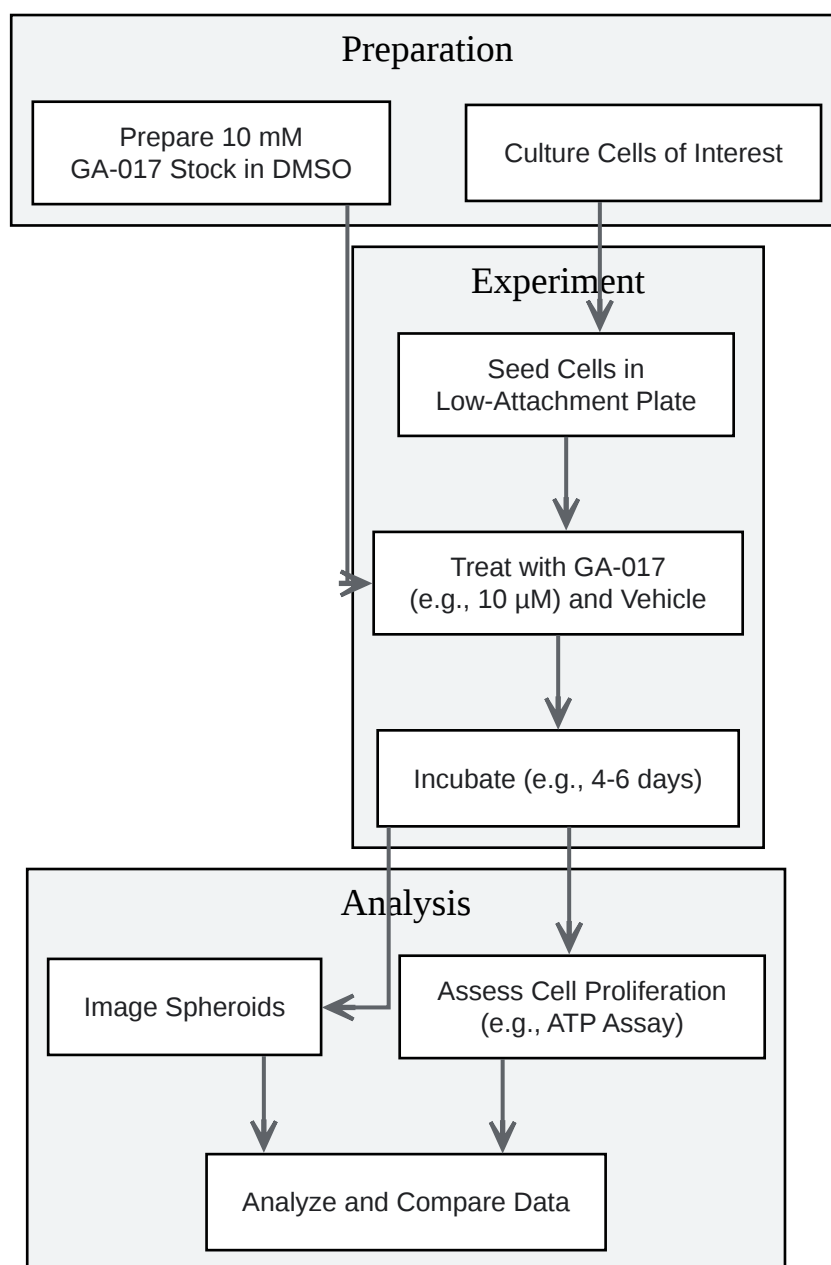 Preparation
Prepare 10 mM
GA-017 Stock in DMSO
Culture Cells of Interest
Experiment
Seed Cells in
Low-Attachment Plate
Treat with GA-017
(e.g., 10 µM) and Vehicle
Incubate (e.g., 4-6 days)
Analysis
Image Spheroids
Assess Cell Proliferation
(e.g., ATP Assay)
Analyze and Compare Data